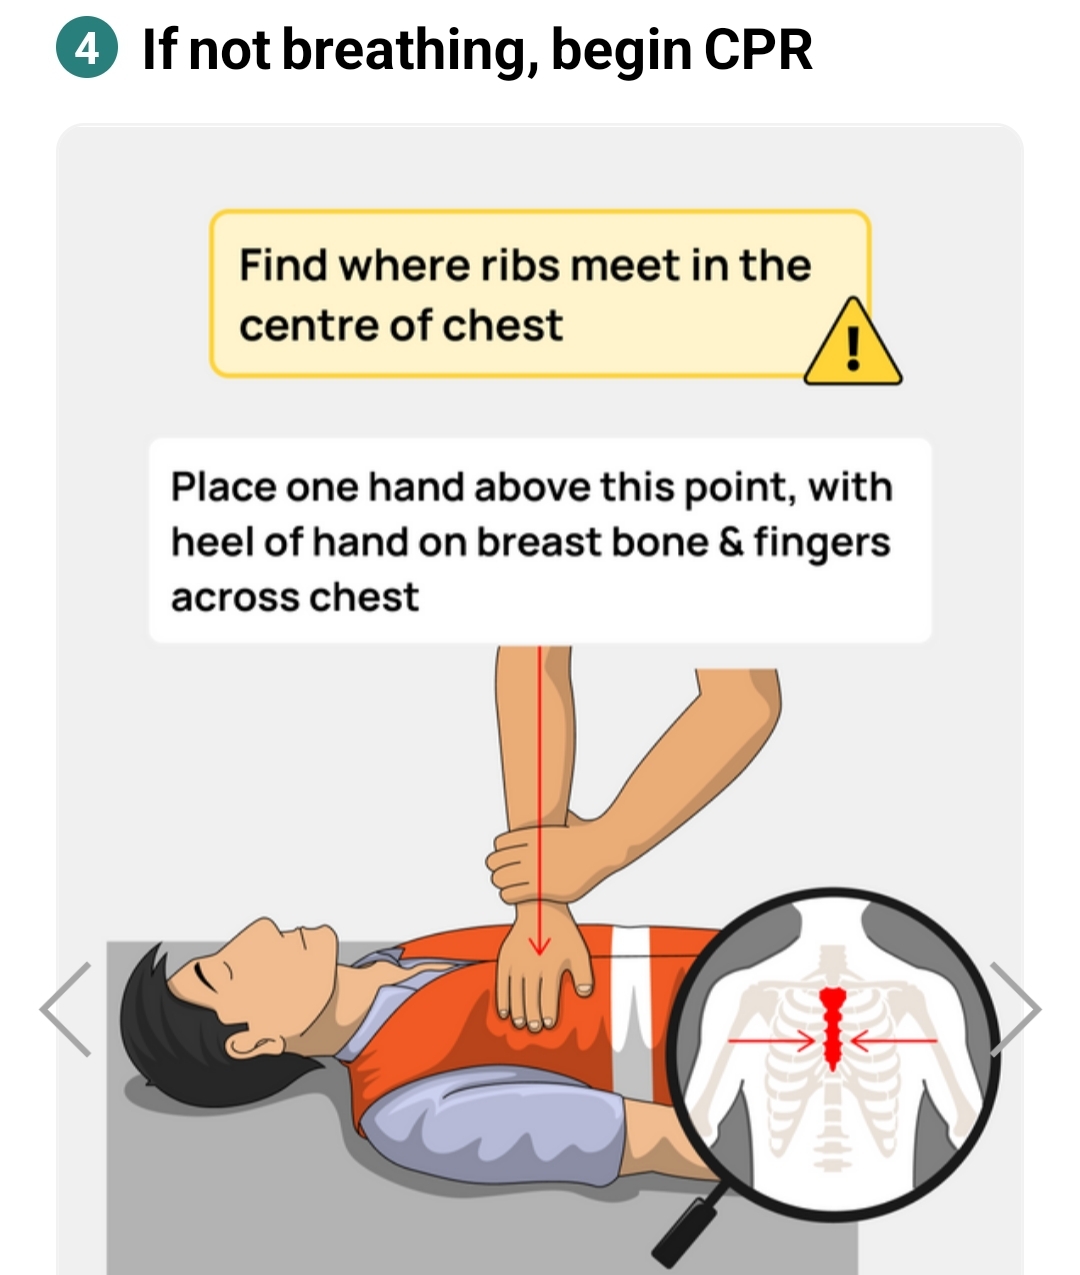 4 If not breathing, begin CPR
Find where ribs meet in the
centre of chest
!
Place one hand above this point, with
heel of hand on breast bone & fingers
across chest